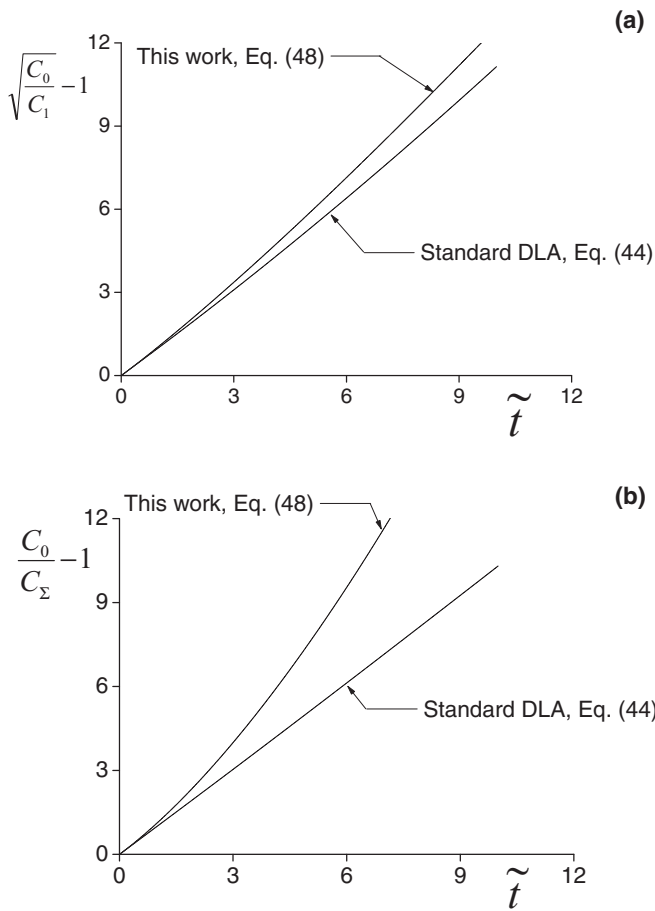 (a)
12
This work, Eq. (48)
√(C₀/C₁) −1
9
6
Standard DLA, Eq. (44)
3
0
0 3 6 9 12
t̃
(b)
This work, Eq. (48)
12
C₀/C_Σ −1
9
6
Standard DLA, Eq. (44)
3
0
0 3 6 9 12
t̃